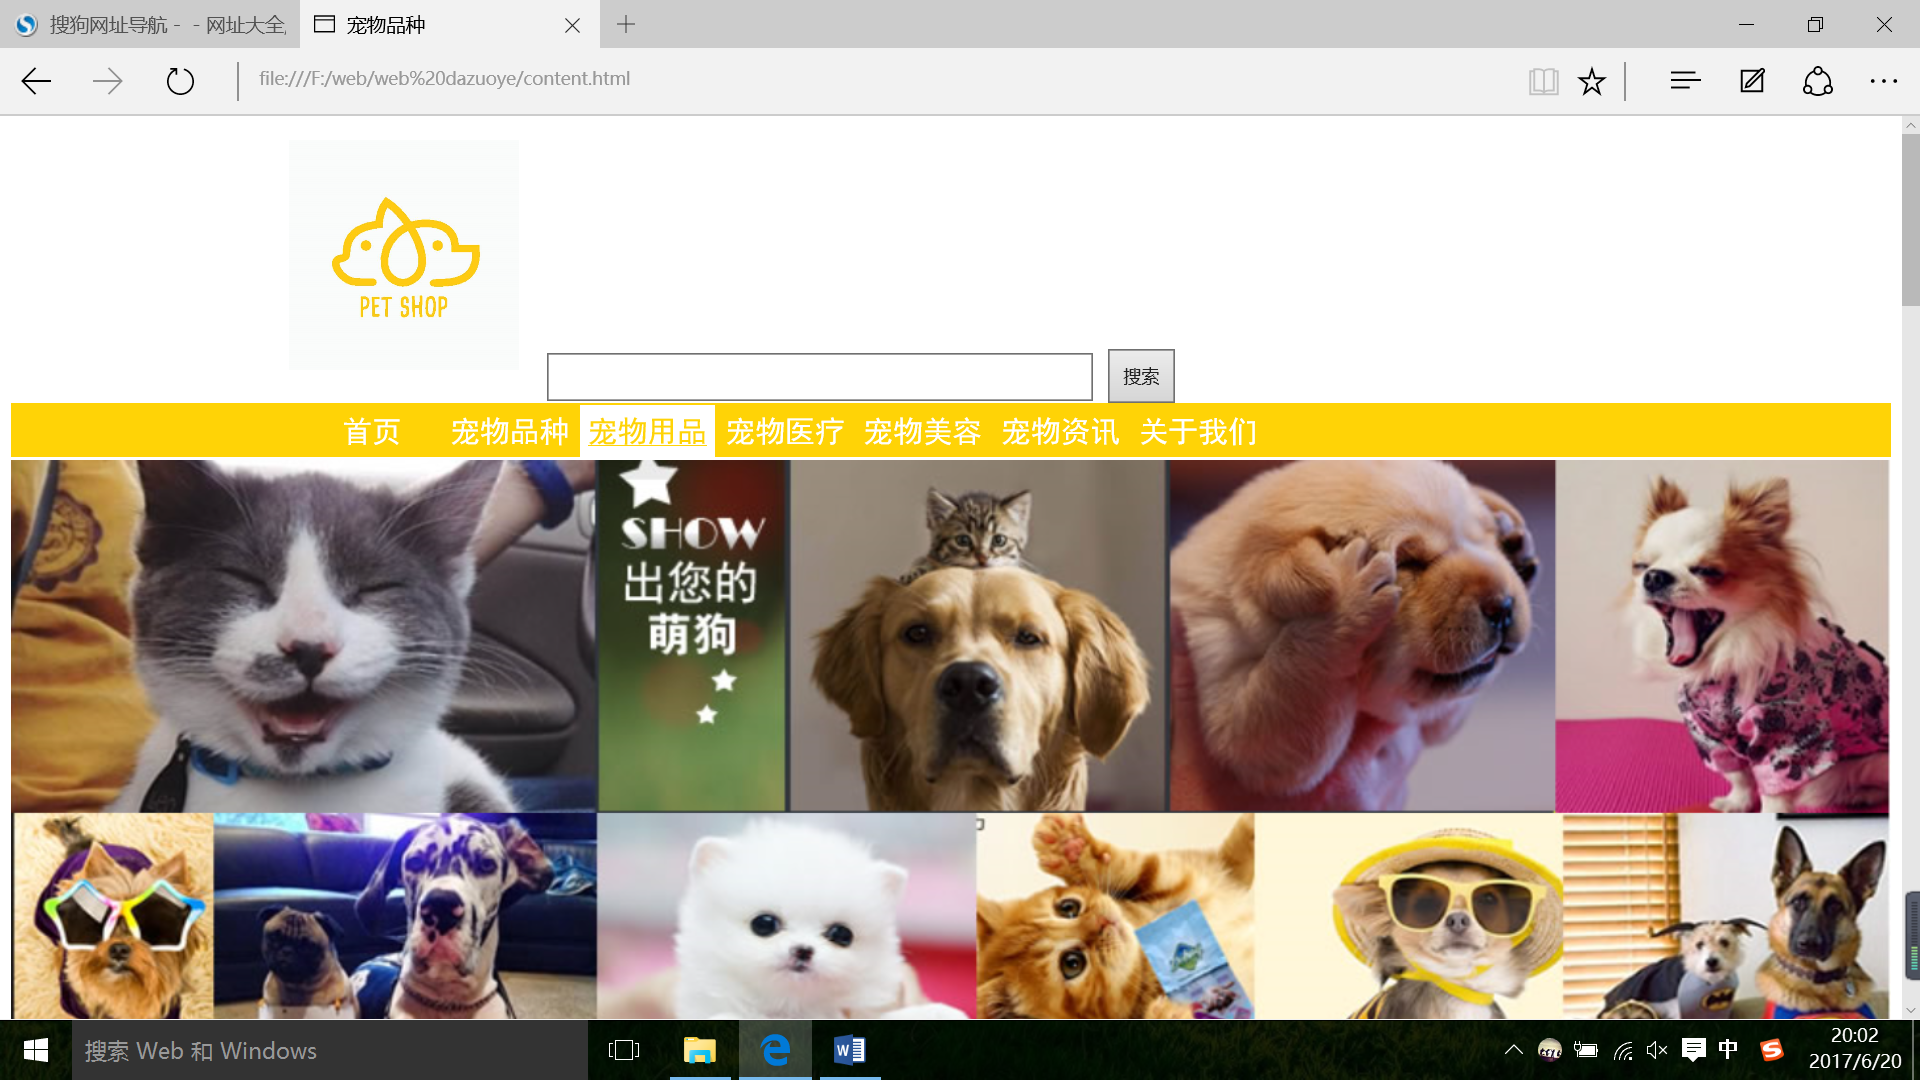 搜狗网址导航 - - 网址大全
宠物品种
file:///F:/web/web%20dazuoye/content.html
PET SHOP
搜索
首页 宠物品种 宠物用品 宠物医疗 宠物美容 宠物资讯 关于我们
SHOW
出您的
萌狗
搜索 Web 和 Windows
中
20:02
2017/6/20